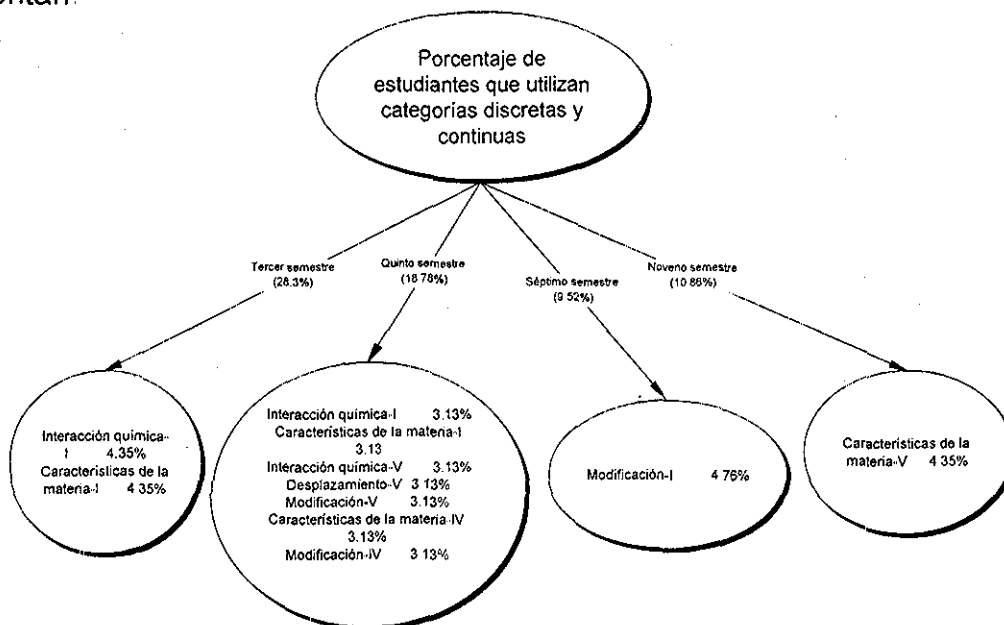 Porcentaje de
estudiantes que utilizan
categorías discretas y
continuas
Tercer semestre
(28.3%)
Quinto semestre
(18 78%)
Séptimo semestre
(9 52%)
Noveno semestre
(10 86%)
Interacción química-
I 4.35%
Características de la
materia-I 4 35%
Interacción química-I 3.13%
Características de la materia-I
3.13
Interacción química-V 3.13%
Desplazamiento-V 3 13%
Modificación-V 3.13%
Características de la materia-IV
3.13%
Modificación-IV 3 13%
Modificación-I 4 76%
Característica de la
materia-V 4 35%